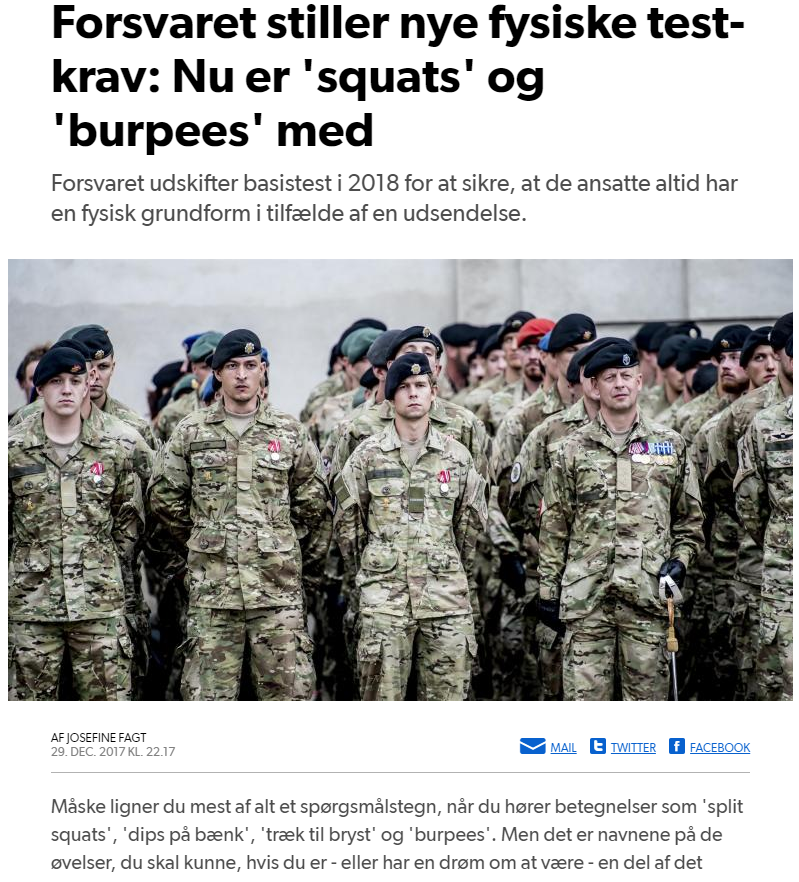 Forsvaret stiller nye fysiske test-
krav: Nu er 'squats' og
'burpees' med
Forsvaret udskifter basistest i 2018 for at sikre, at de ansatte altid har
en fysisk grundform i tilfælde af en udsendelse.
AF JOSEFINE FAGT
29. DEC. 2017 KL. 22.17
MAIL TWITTER FACEBOOK
Måske ligner du mest af alt et spørgsmålstegn, når du hører betegnelser som 'split
squats', 'dips på bænk', 'træk til bryst' og 'burpees'. Men det er navnene på de
øvelser, du skal kunne, hvis du er - eller har en drøm om at være - en del af det